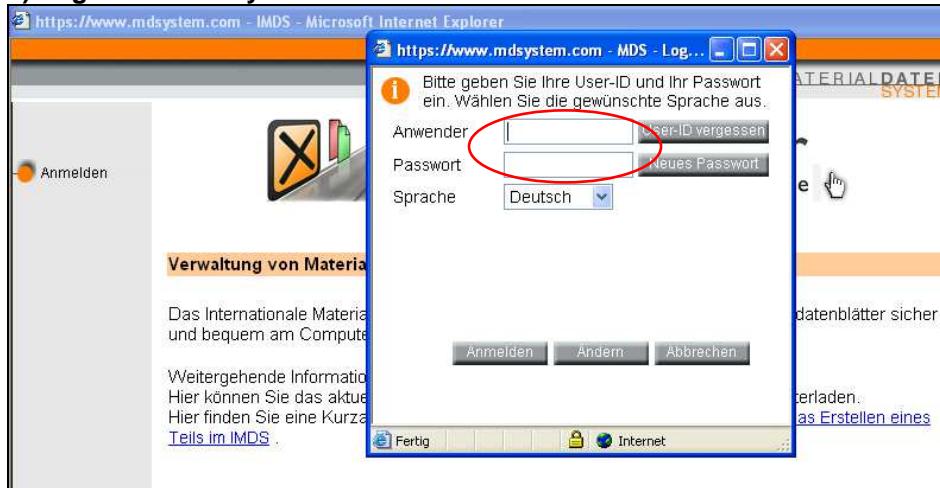 https://www.mdsystem.com - IMDS - Microsoft Internet Explorer
https://www.mdsystem.com - MDS - Log...
Bitte geben Sie Ihre User-ID und Ihr Passwort
ein. Wählen Sie die gewünschte Sprache aus.
Anwender
User-ID vergessen
Passwort
Neues Passwort
Sprache
Deutsch
Anmelden
Ändern
Abbrechen
Fertig
Internet
SYSTEM
Anmelden
e
Verwaltung von Materia
Das Internationale Materia
datenblätter sicher
und bequem am Compute
Weitergehende Informatio
Hier können Sie das aktue
terladen.
Hier finden Sie eine Kurza
as Erstellen eines
Teils im IMDS .